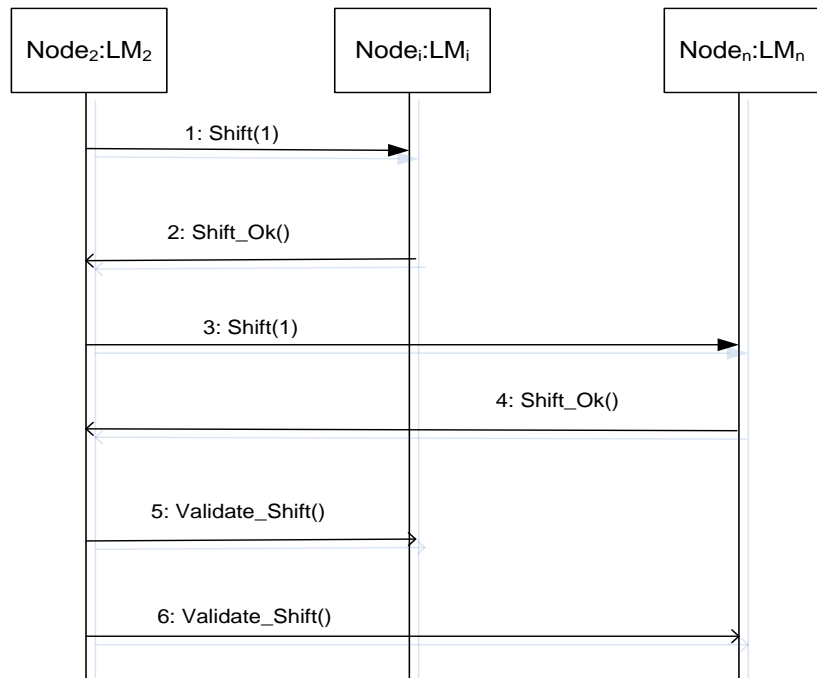 Node₂:LM₂
Nodeᵢ:LMᵢ
Nodeₙ:LMₙ
1: Shift(1)
2: Shift_Ok()
3: Shift(1)
4: Shift_Ok()
5: Validate_Shift()
6: Validate_Shift()